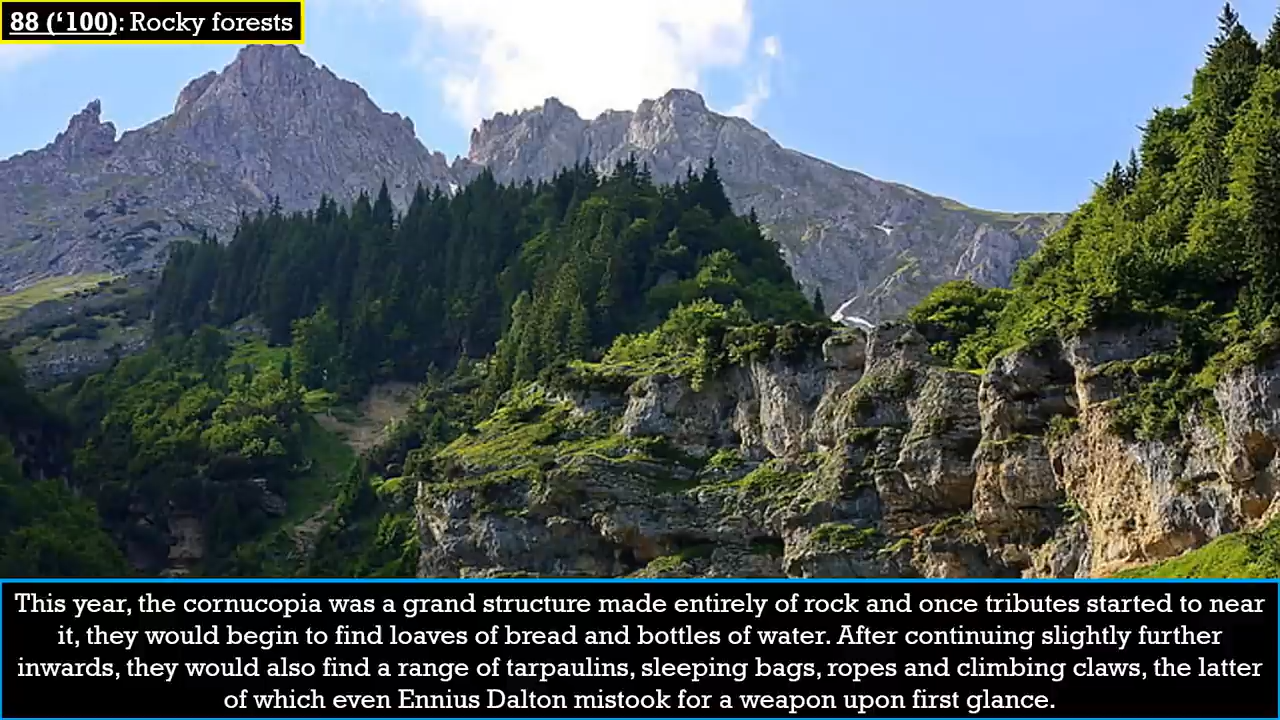 88 (‘100): Rocky forests
This year, the cornucopia was a grand structure made entirely of rock and once tributes started to near
it, they would begin to find loaves of bread and bottles of water. After continuing slightly further
inwards, they would also find a range of tarpaulins, sleeping bags, ropes and climbing claws, the latter
of which even Ennius Dalton mistook for a weapon upon first glance.